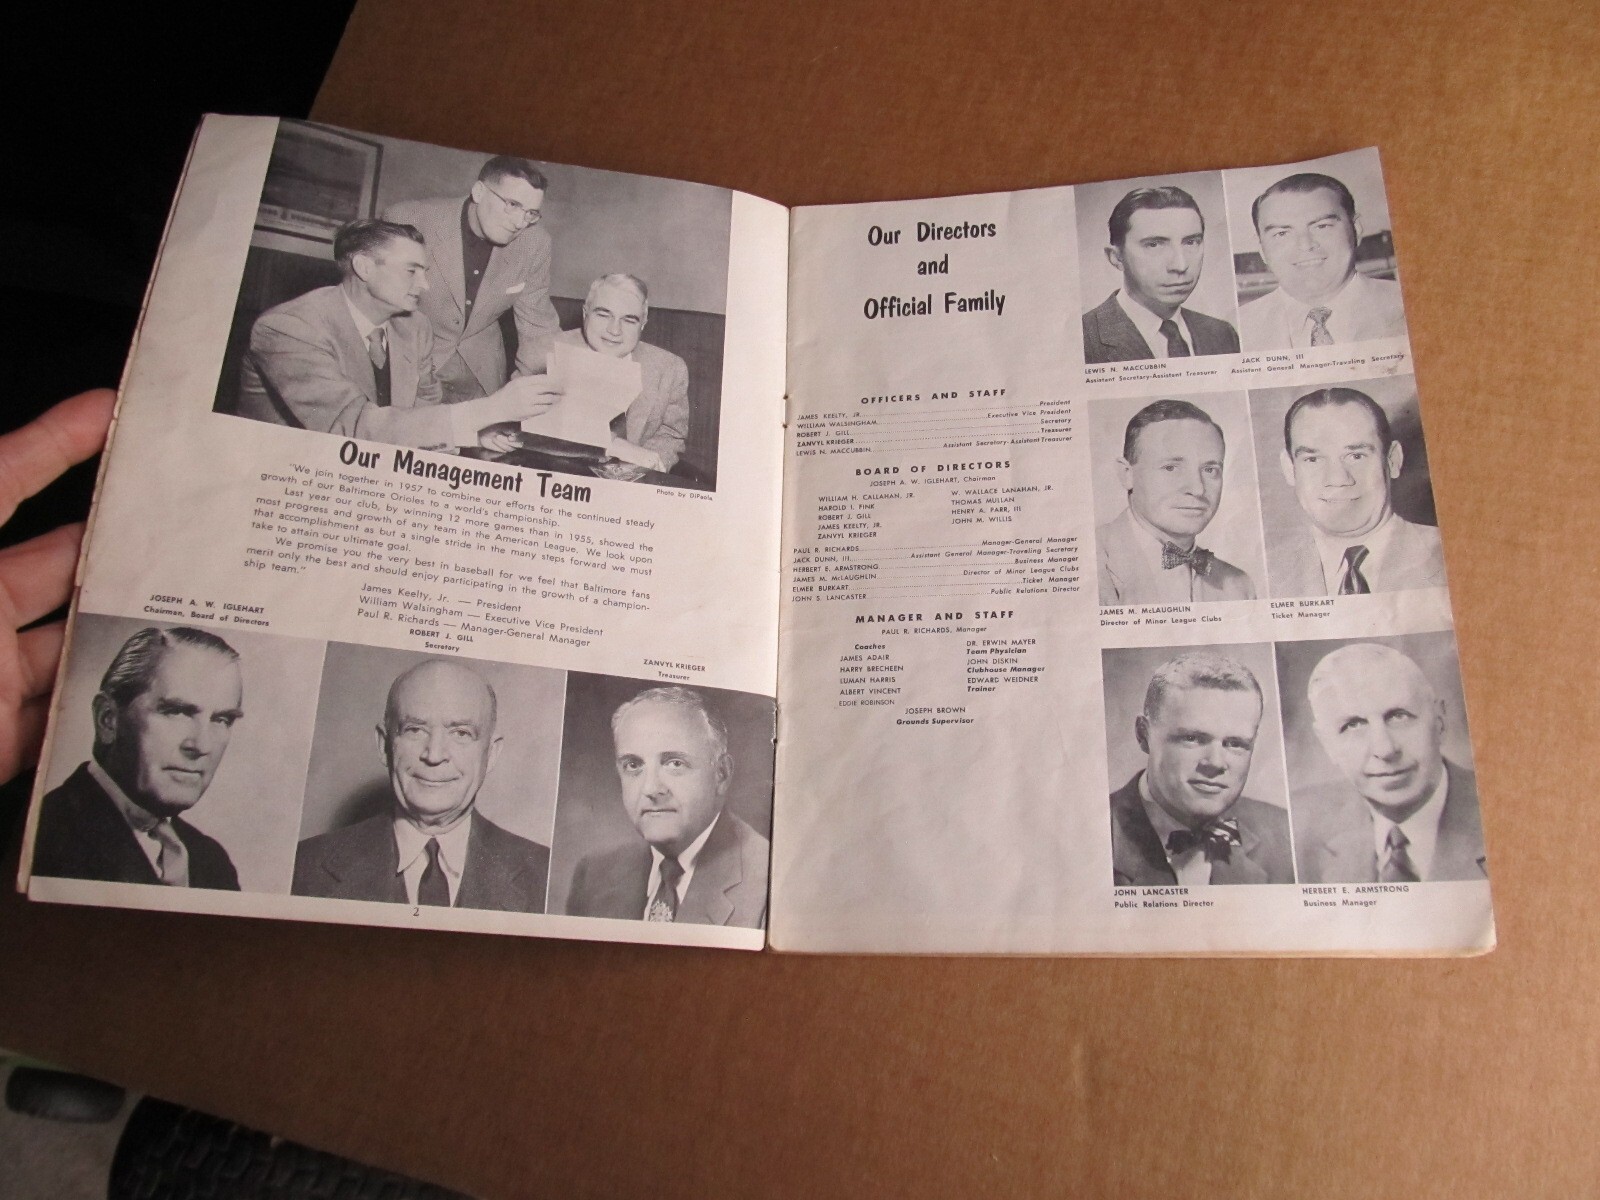 Photo by DiPaola
Our Management Team
"We join together in 1957 to combine our efforts for the continued steady
growth of our Baltimore Orioles to a world's championship.
Last year our club, by winning 12 more games than in 1955, showed the
most progress and growth of any team in the American League. We look upon
that accomplishment as but a single stride in the many steps forward we must
take to attain our ultimate goal.
We promise you the very best in baseball for we feel that Baltimore fans
merit only the best and should enjoy participating in the growth of a champion-
ship team."
James Keelty, Jr. — President
William Walsingham — Executive Vice President
Paul R. Richards — Manager-General Manager
JOSEPH A. W. IGLEHART
Chairman, Board of Directors
ROBERT J. GILL
Secretary
ZANVYL KRIEGER
Treasurer
2
Our Directors
and
Official Family
OFFICERS AND STAFF
JAMES KEELTY, JR. President
WILLIAM WALSINGHAM Executive Vice President
ROBERT J. GILL Secretary
ZANVYL KRIEGER Treasurer
LEWIS N. MACCUBBIN Assistant Secretary-Assistant Treasurer
BOARD OF DIRECTORS
JOSEPH A. W. IGLEHART, Chairman
WILLIAM H. CALLAHAN, JR.
HAROLD I. FINK
ROBERT J. GILL
JAMES KEELTY, JR.
ZANVYL KRIEGER
W. WALLACE LANAHAN, JR.
THOMAS MULLAN
HENRY A. PARR, III
JOHN M. WILLIS
PAUL R. RICHARDS Manager-General Manager
JACK DUNN, III Assistant General Manager-Traveling Secretary
HERBERT E. ARMSTRONG Business Manager
JAMES M. McLAUGHLIN Director of Minor League Clubs
ELMER BURKART Ticket Manager
JOHN S. LANCASTER Public Relations Director
MANAGER AND STAFF
PAUL R. RICHARDS, Manager
Coaches
JAMES ADAIR
HARRY BRECHEEN
LUMAN HARRIS
ALBERT VINCENT
EDDIE ROBINSON
DR. ERWIN MAYER
Team Physician
JOHN DISKIN
Clubhouse Manager
EDWARD WEIDNER
Trainer
JOSEPH BROWN
Grounds Supervisor
LEWIS N. MACCUBBIN
Assistant Secretary-Assistant Treasurer
JACK DUNN, III
Assistant General Manager-Traveling Secretary
JAMES M. McLAUGHLIN
Director of Minor League Clubs
ELMER BURKART
Ticket Manager
JOHN LANCASTER
Public Relations Director
HERBERT E. ARMSTRONG
Business Manager